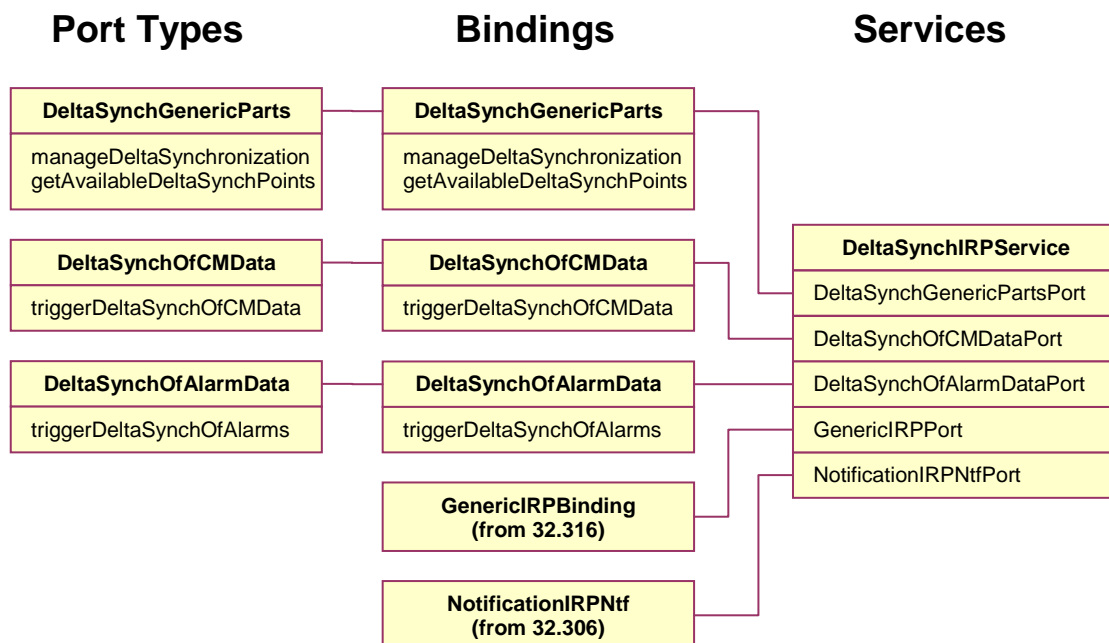 Port Types
Bindings
Services
DeltaSynchGenericParts
manageDeltaSynchronization
getAvailableDeltaSynchPoints
DeltaSynchOfCMData
triggerDeltaSynchOfCMData
DeltaSynchOfAlarmData
triggerDeltaSynchOfAlarms
DeltaSynchGenericParts
manageDeltaSynchronization
getAvailableDeltaSynchPoints
DeltaSynchOfCMData
triggerDeltaSynchOfCMData
DeltaSynchOfAlarmData
triggerDeltaSynchOfAlarms
GenericIRPBinding
(from 32.316)
NotificationIRPNtf
(from 32.306)
DeltaSynchIRPService
DeltaSynchGenericPartsPort
DeltaSynchOfCMDataPort
DeltaSynchOfAlarmDataPort
GenericIRPPort
NotificationIRPNtfPort